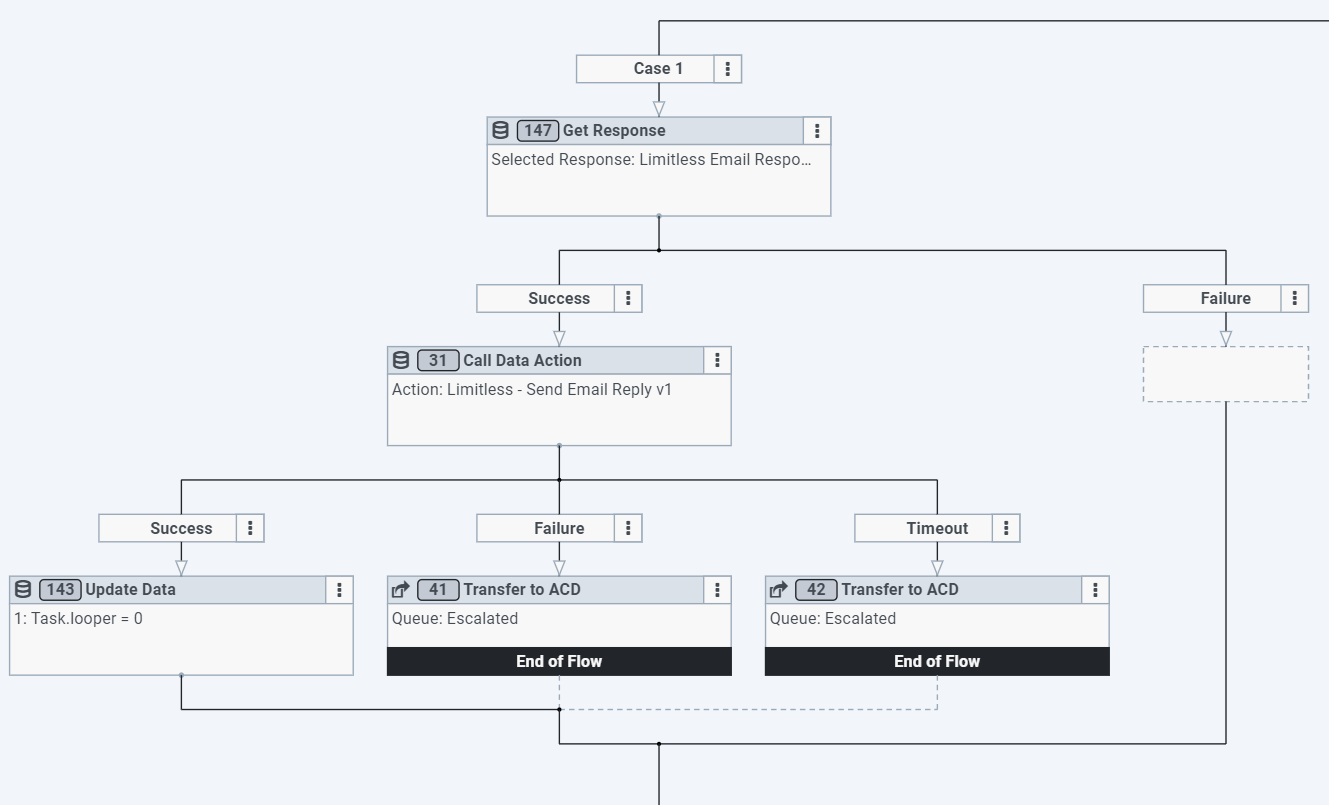 Case 1
147 Get Response
Selected Response: Limitless Email Respo...
Success
Failure
31 Call Data Action
Action: Limitless - Send Email Reply v1
Success
Failure
Timeout
143 Update Data
41 Transfer to ACD
42 Transfer to ACD
1: Task.looper = 0
Queue: Escalated
Queue: Escalated
End of Flow
End of Flow